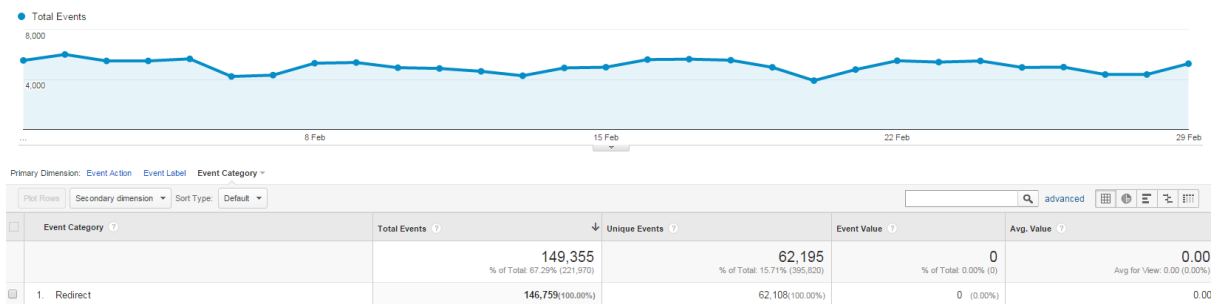 Total Events
8,000
4,000
... 8 Feb 15 Feb 22 Feb 29 Feb
Primary Dimension: Event Action Event Label Event Category
Plot Rows Secondary dimension Sort Type: Default advanced
Event Category ? Total Events ? Unique Events ? Event Value ? Avg. Value ?
149,355 62,195 0 0.00
% of Total: 67.29% (221,970) % of Total: 15.71% (395,820) % of Total: 0.00% (0) Avg for View: 0.00 (0.00%)
1. Redirect 146,759(100.00%) 62,108(100.00%) 0 (0.00%) 0.00